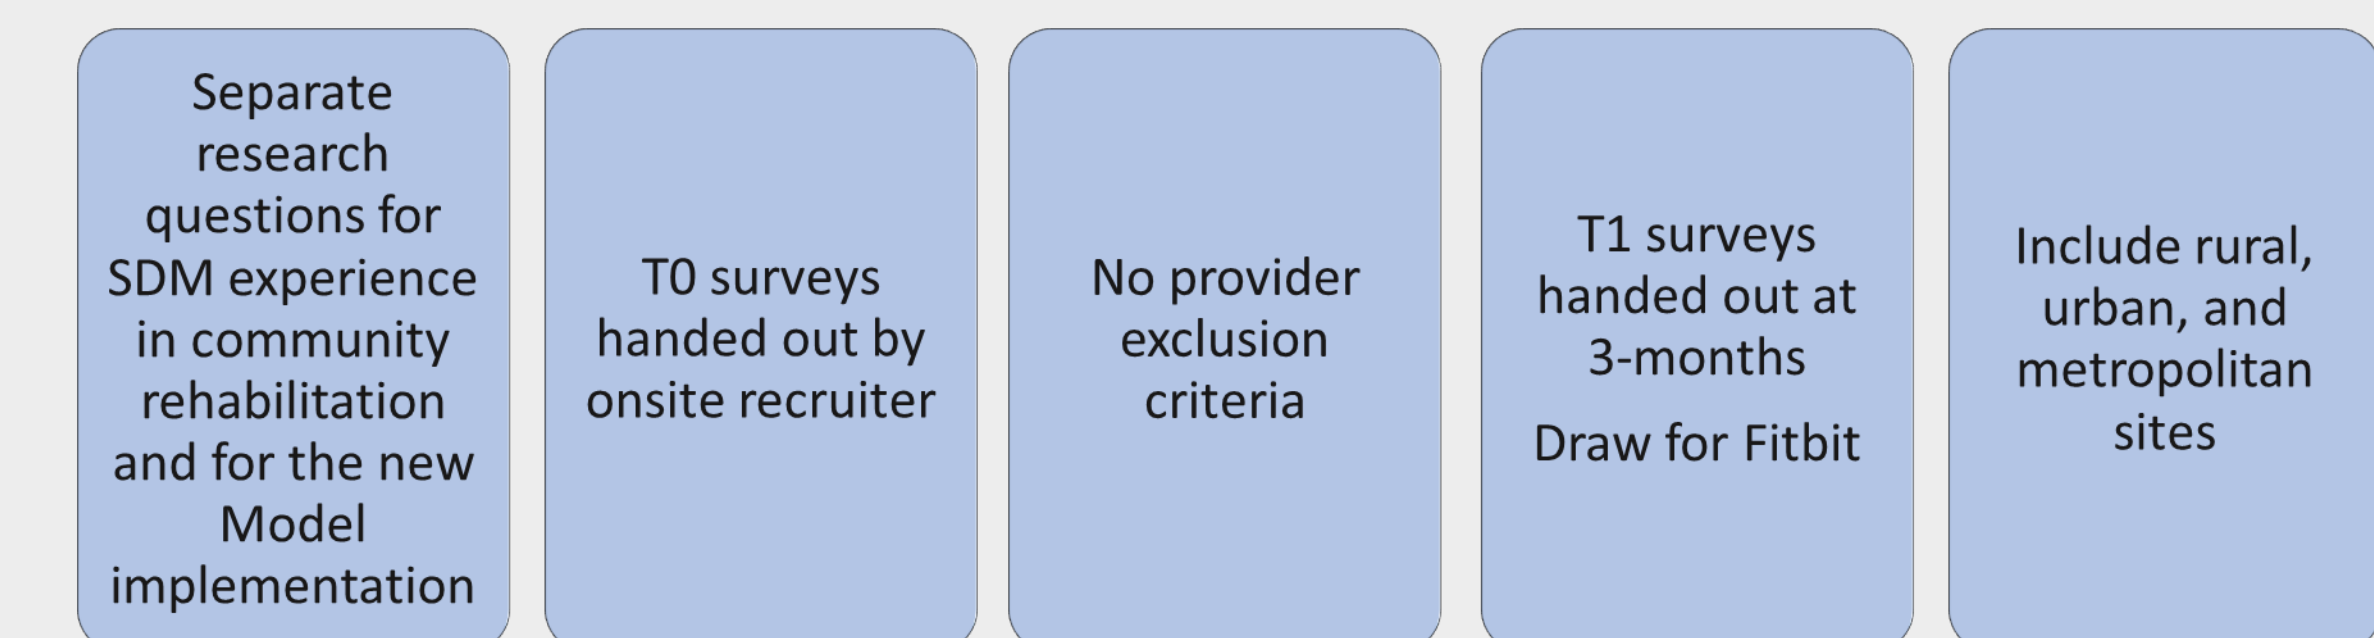 Separate
research
questions for
SDM experience
in community
rehabilitation
and for the new
Model
implementation
T0 surveys
handed out by
onsite recruiter
No provider
exclusion
criteria
T1 surveys
handed out at
3-months
Draw for Fitbit
Include rural,
urban, and
metropolitan
sites